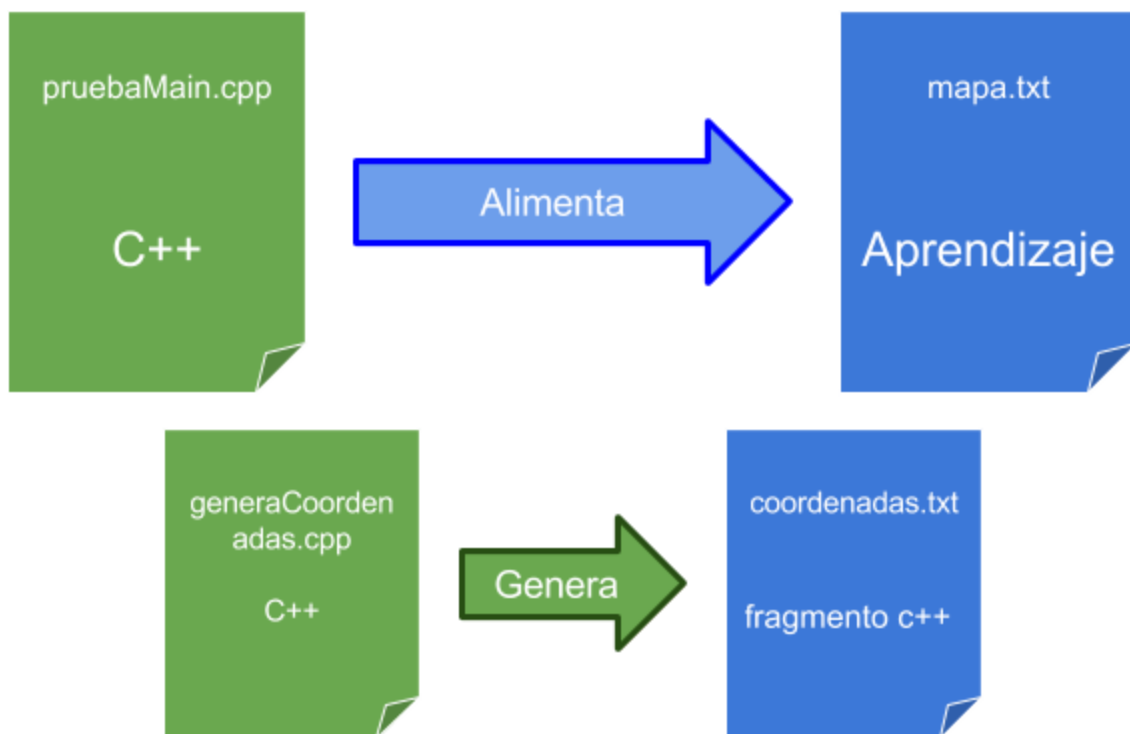 pruebaMain.cpp
C++
Alimenta
mapa.txt
Aprendizaje
generaCoorden
adas.cpp
C++
Genera
coordenadas.txt
fragmento c++